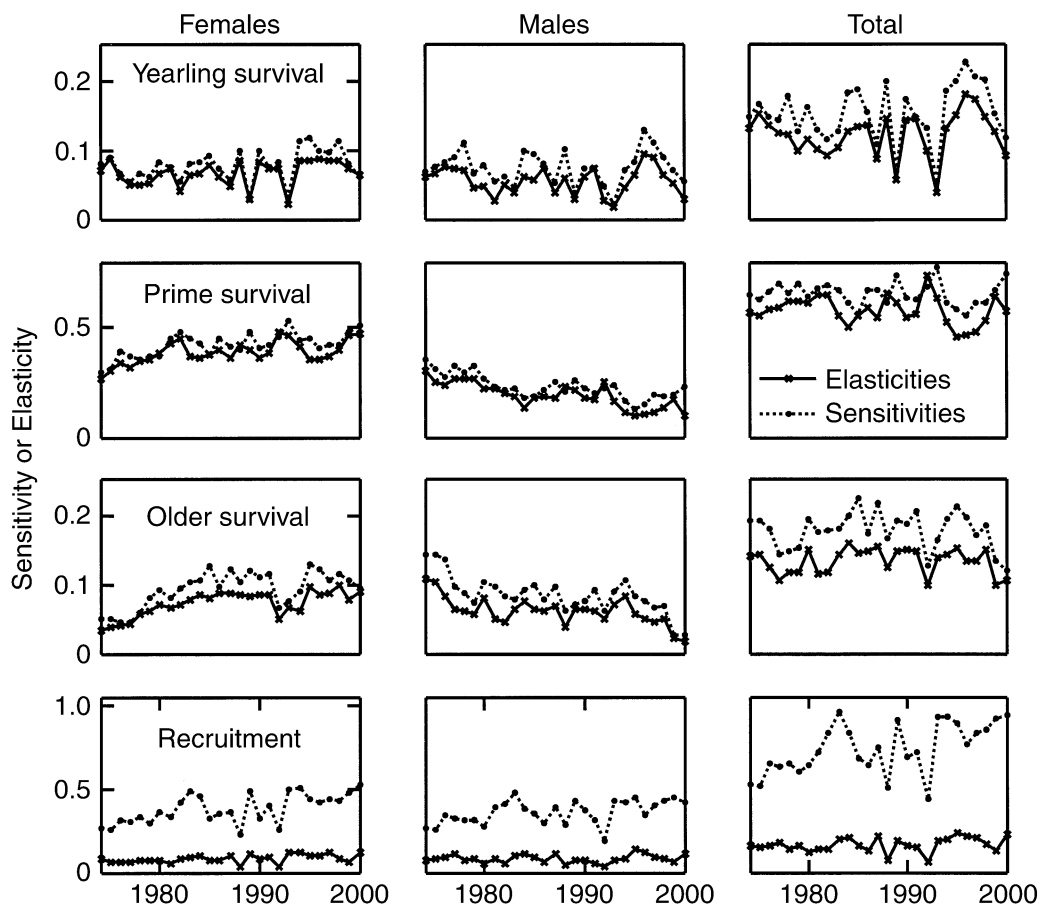 Females Males Total
Yearling survival
0.2
0.1
0
Prime survival
0.5
0
Elasticities
Sensitivities
Sensitivity or Elasticity
Older survival
0.2
0.1
0
Recruitment
1.0
0.5
0
1980 1990 2000 1980 1990 2000 1980 1990 2000